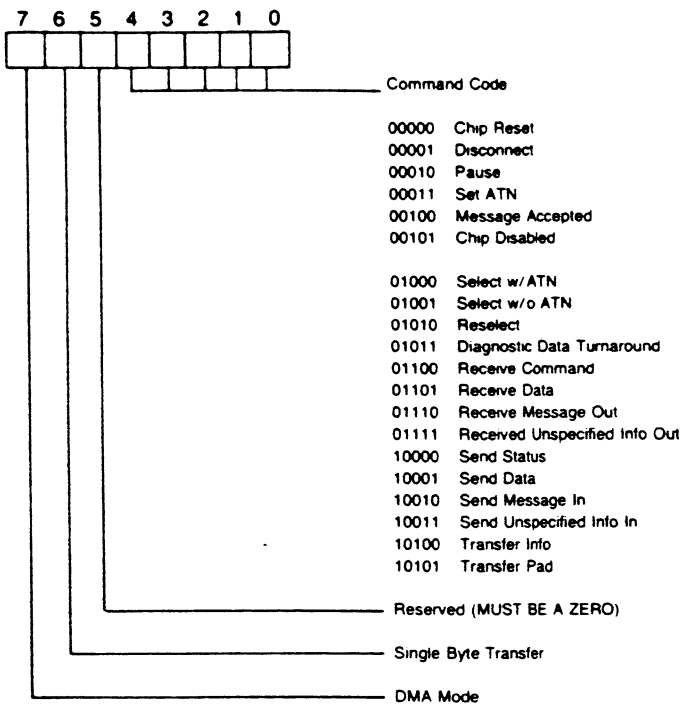 7 6 5 4 3 2 1 0
Command Code
00000 Chip Reset
00001 Disconnect
00010 Pause
00011 Set ATN
00100 Message Accepted
00101 Chip Disabled
01000 Select w/ATN
01001 Select w/o ATN
01010 Reselect
01011 Diagnostic Data Turnaround
01100 Receive Command
01101 Receive Data
01110 Receive Message Out
01111 Received Unspecified Info Out
10000 Send Status
10001 Send Data
10010 Send Message In
10011 Send Unspecified Info In
10100 Transfer Info
10101 Transfer Pad
Reserved (MUST BE A ZERO)
Single Byte Transfer
DMA Mode